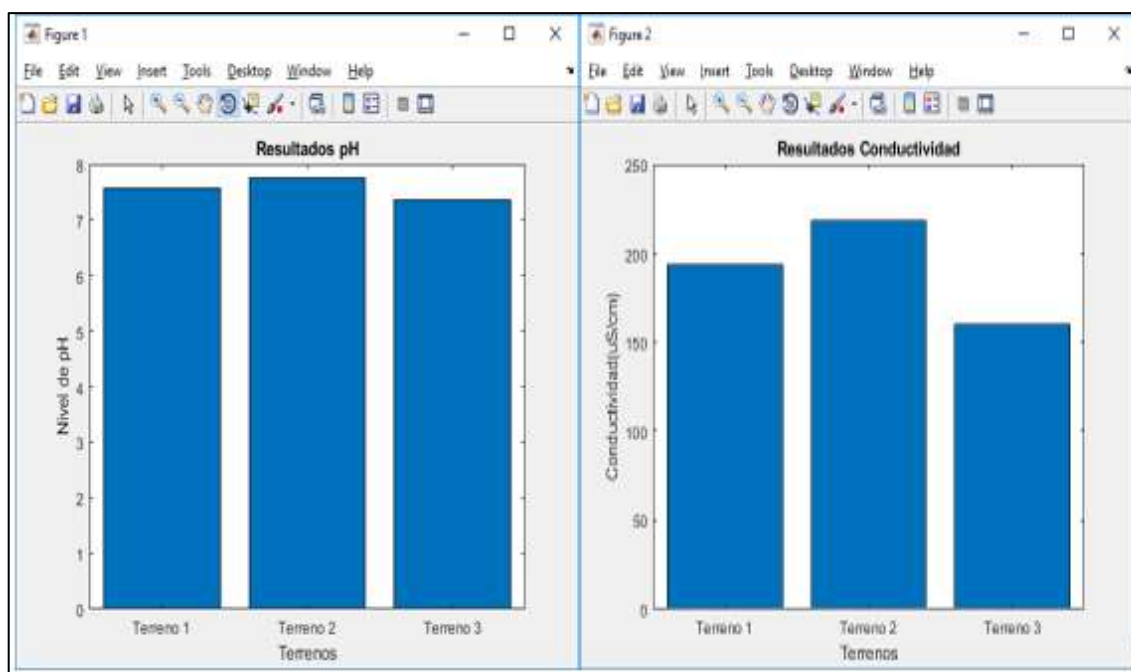 Figure 1
File Edit View Insert Tools Desktop Window Help
Resultados pH
8
7
6
5
4
3
2
1
0
Nivel de pH
Terreno 1 Terreno 2 Terreno 3
Terrenos
Figure 2
File Edit View Insert Tools Desktop Window Help
Resultados Conductividad
250
200
150
100
50
0
Conductividad(uS/cm)
Terreno 1 Terreno 2 Terreno 3
Terrenos